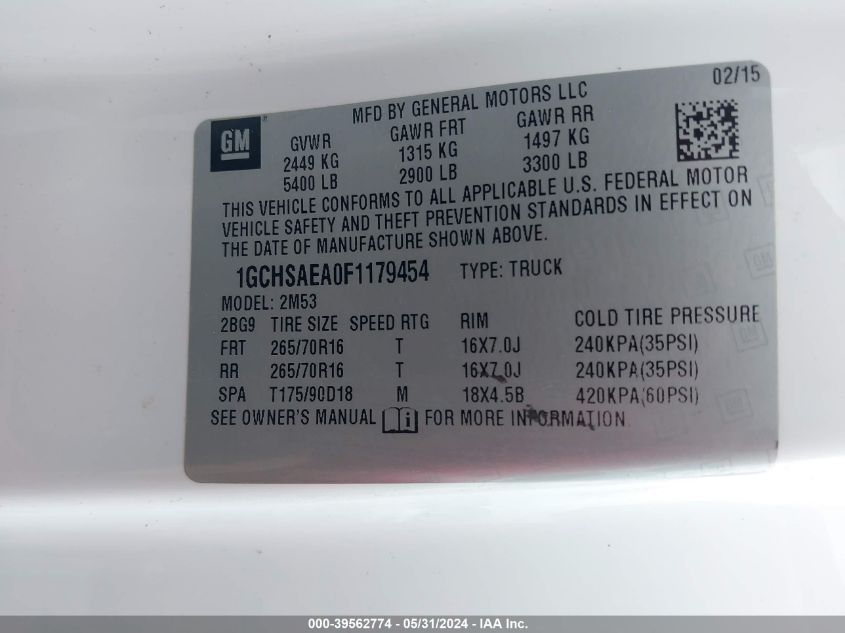 02/15
MFD BY GENERAL MOTORS LLC
GM
GVWR GAWR FRT GAWR RR
2449 KG 1315 KG 1497 KG
5400 LB 2900 LB 3300 LB
THIS VEHICLE CONFORMS TO ALL APPLICABLE U.S. FEDERAL MOTOR
VEHICLE SAFETY AND THEFT PREVENTION STANDARDS IN EFFECT ON
THE DATE OF MANUFACTURE SHOWN ABOVE.
1GCHSAEA0F1179454 TYPE: TRUCK
MODEL: 2M53
2BG9 TIRE SIZE SPEED RTG RIM COLD TIRE PRESSURE
FRT 265/70R16 T 16X7.0J 240KPA(35PSI)
RR 265/70R16 T 16X7.0J 240KPA(35PSI)
SPA T175/90D18 M 18X4.5B 420KPA(60PSI)
SEE OWNER'S MANUAL FOR MORE INFORMATION
000-39562774 - 05/31/2024 - IAA Inc.